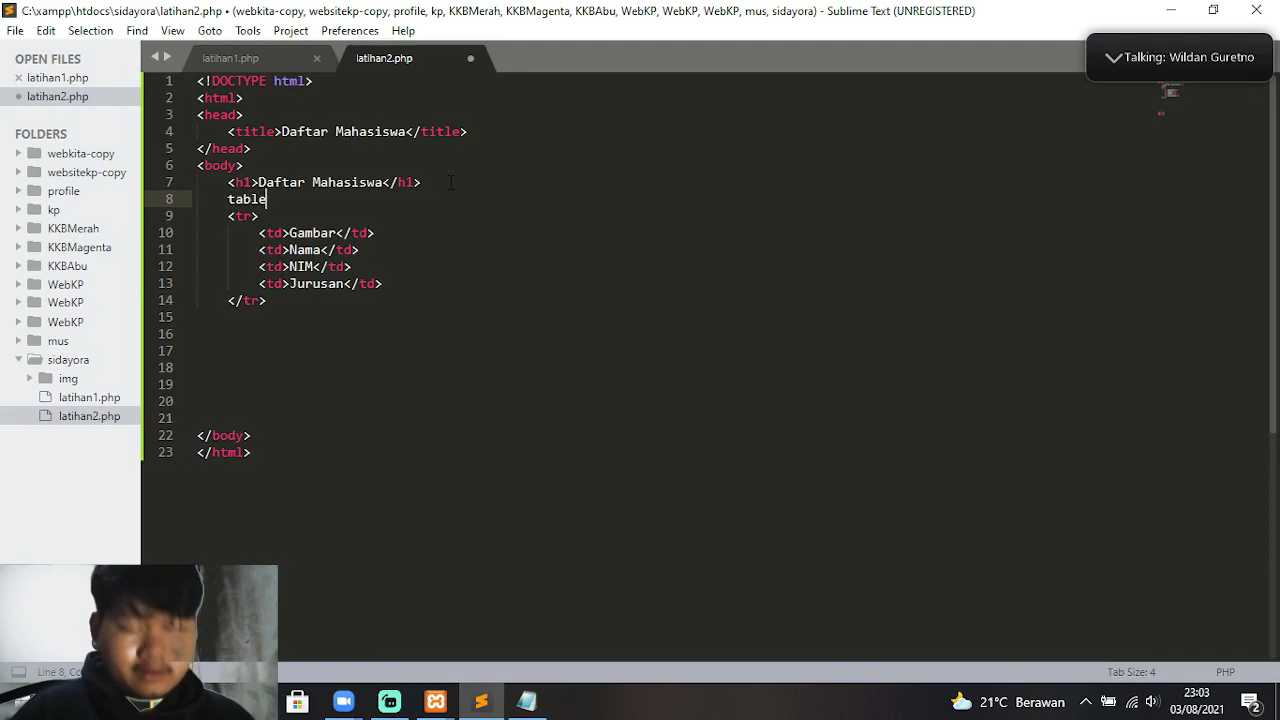 C:\xampp\htdocs\sidayora\latihan2.php • (webkita-copy, websitekp-copy, profile, kp, KKBMerah, KKBMagenta, KKBAbu, WebKP, WebKP, WebKP, mus, sidayora) - Sublime Text (UNREGISTERED)
File Edit Selection Find View Goto Tools Project Preferences Help
Talking: Wildan Guretno
OPEN FILES
latihan1.php
latihan2.php
FOLDERS
webkita-copy
websitekp-copy
profile
kp
KKBMerah
KKBMagenta
KKBAbu
WebKP
WebKP
WebKP
mus
sidayora
img
latihan1.php
latihan2.php
latihan1.php latihan2.php
1 <!DOCTYPE html>
2 <html>
3 <head>
4 <title>Daftar Mahasiswa</title>
5 </head>
6 <body>
7 <h1>Daftar Mahasiswa</h1>
8 table
9 <tr>
10 <td>Gambar</td>
11 <td>Nama</td>
12 <td>NIM</td>
13 <td>Jurusan</td>
14 </tr>
15
16
17
18
19
20
21
22 </body>
23 </html>
Line 8, Tab Size: 4 PHP
21°C Berawan
23:03
03/08/2021
2